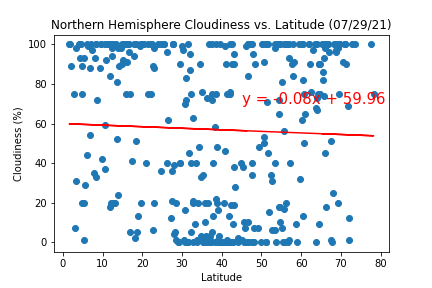 Northern Hemisphere Cloudiness vs. Latitude (07/29/21)
100
80
60
40
20
0
Cloudiness (%)
y = -0.08x + 59.96
0 10 20 30 40 50 60 70 80
Latitude